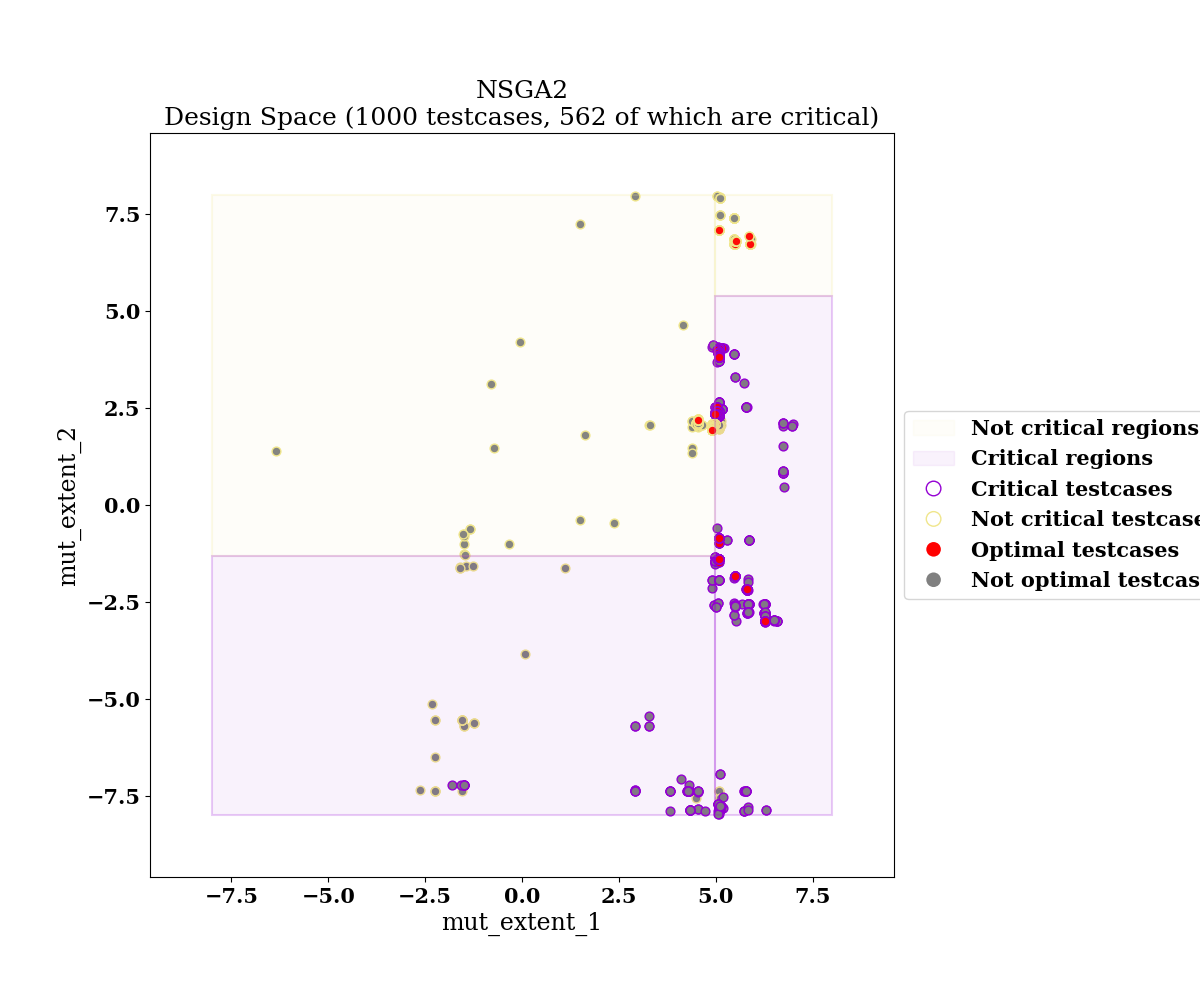 NSGA2
Design Space (1000 testcases, 562 of which are critical)
7.5
5.0
2.5
0.0
−2.5
−5.0
−7.5
mut_extent_2
−7.5 −5.0 −2.5 0.0 2.5 5.0 7.5
mut_extent_1
Not critical regions
Critical regions
Critical testcases
Not critical testcase
Optimal testcases
Not optimal testcas